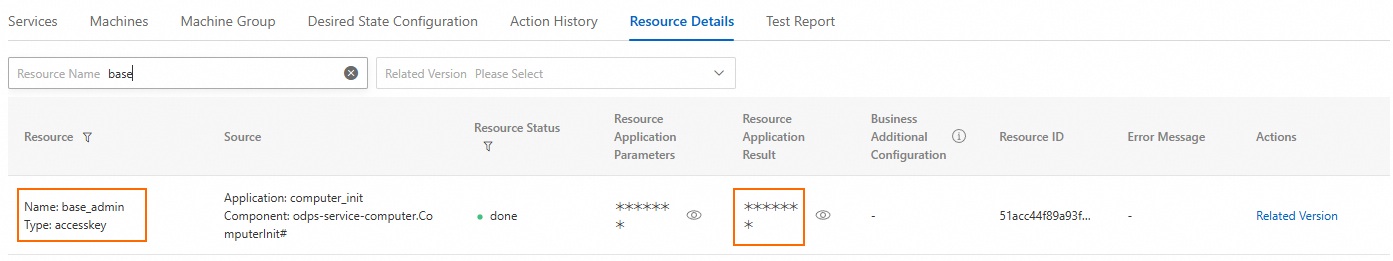 Services Machines Machine Group Desired State Configuration Action History Resource Details Test Report
Resource Name base Related Version Please Select
Resource
Source
Resource Status
Resource
Application
Parameters
Resource
Application
Result
Business
Additional
Configuration
Resource ID
Error Message
Actions
Name: base_admin
Type: accesskey
Application: computer_init
Component: odps-service-computer.Co
mputerInit#
done
******
*
******
*
-
51acc44f89a93f...
-
Related Version